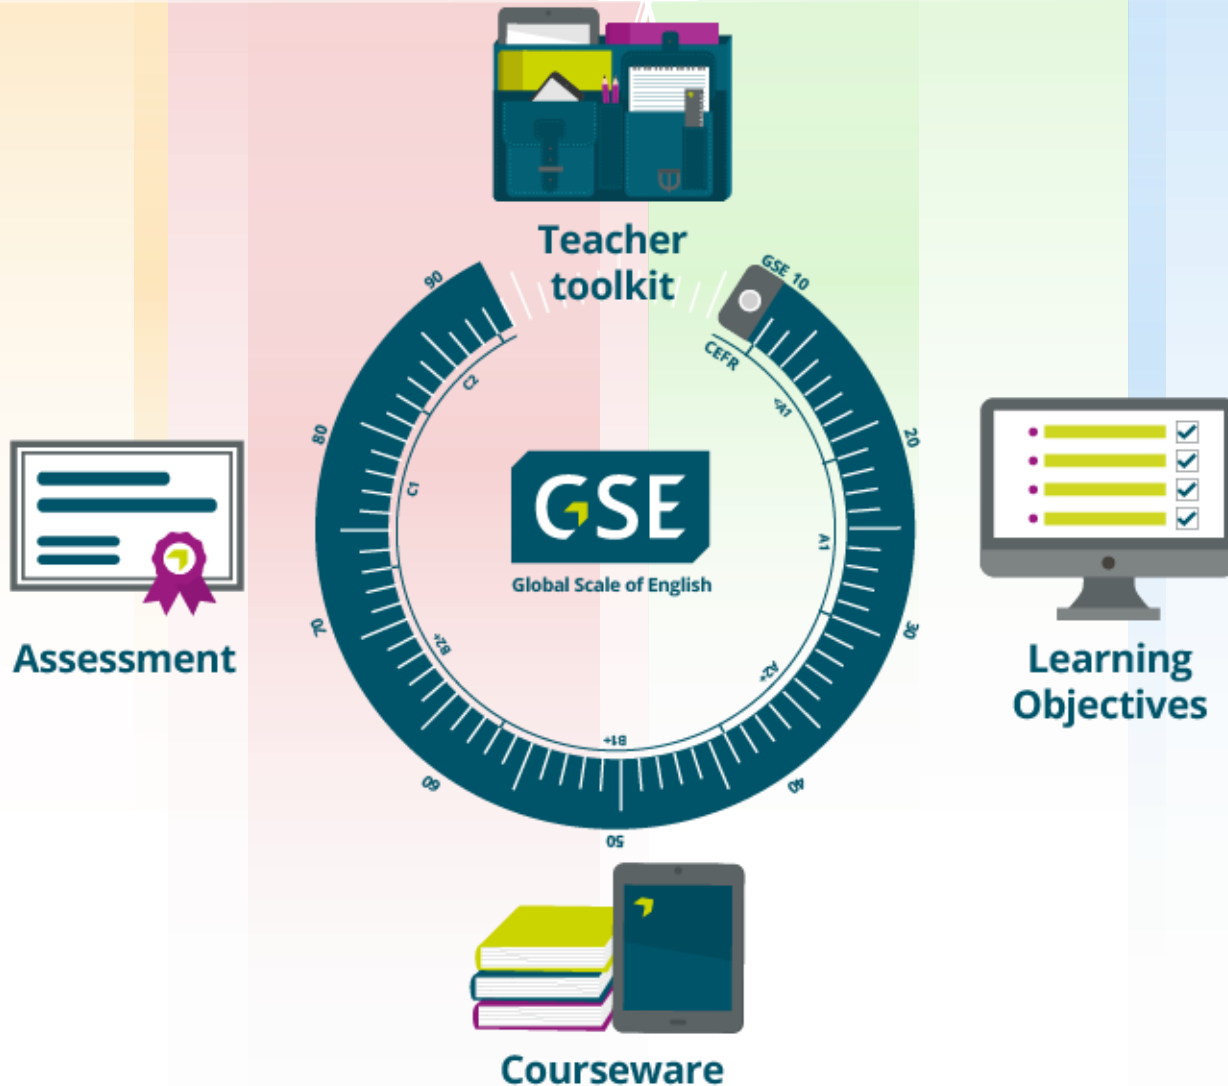 Teacher
toolkit
GSE 10
20
30
40
50
60
70
80
90
CEFR
<A1
A1
A2+
B1+
B2+
C1
C2
GSE
Global Scale of English
Assessment
Learning
Objectives
Courseware